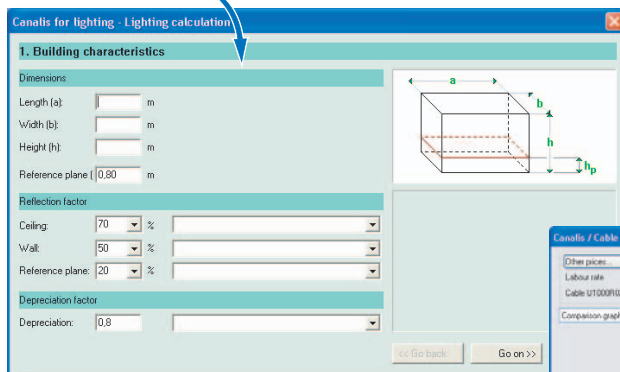 Canalis for lighting - Lighting calculation
1. Building characteristics
Dimensions
Length (a): m
Width (b): m
Height (h): m
Reference plane ( 0,80 m
Reflection factor
Ceiling: 70 %
Wall: 50 %
Reference plane: 20 %
Depreciation factor
Depreciation: 0,8
a
b
h
hp
<< Go back
Go on >>
Canalis / Cable
Other prices...
Labour rate
Cable U1000R0
Comparison graph